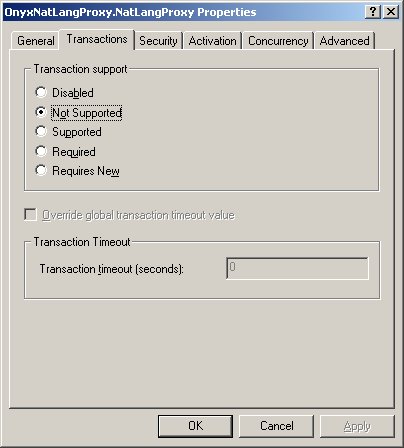 OnyxNatLangProxy.NatLangProxy Properties
General Transactions Security Activation Concurrency Advanced
Transaction support
Disabled
Not Supported
Supported
Required
Requires New
Override global transaction timeout value
Transaction Timeout
Transaction timeout (seconds): 0
OK Cancel Apply